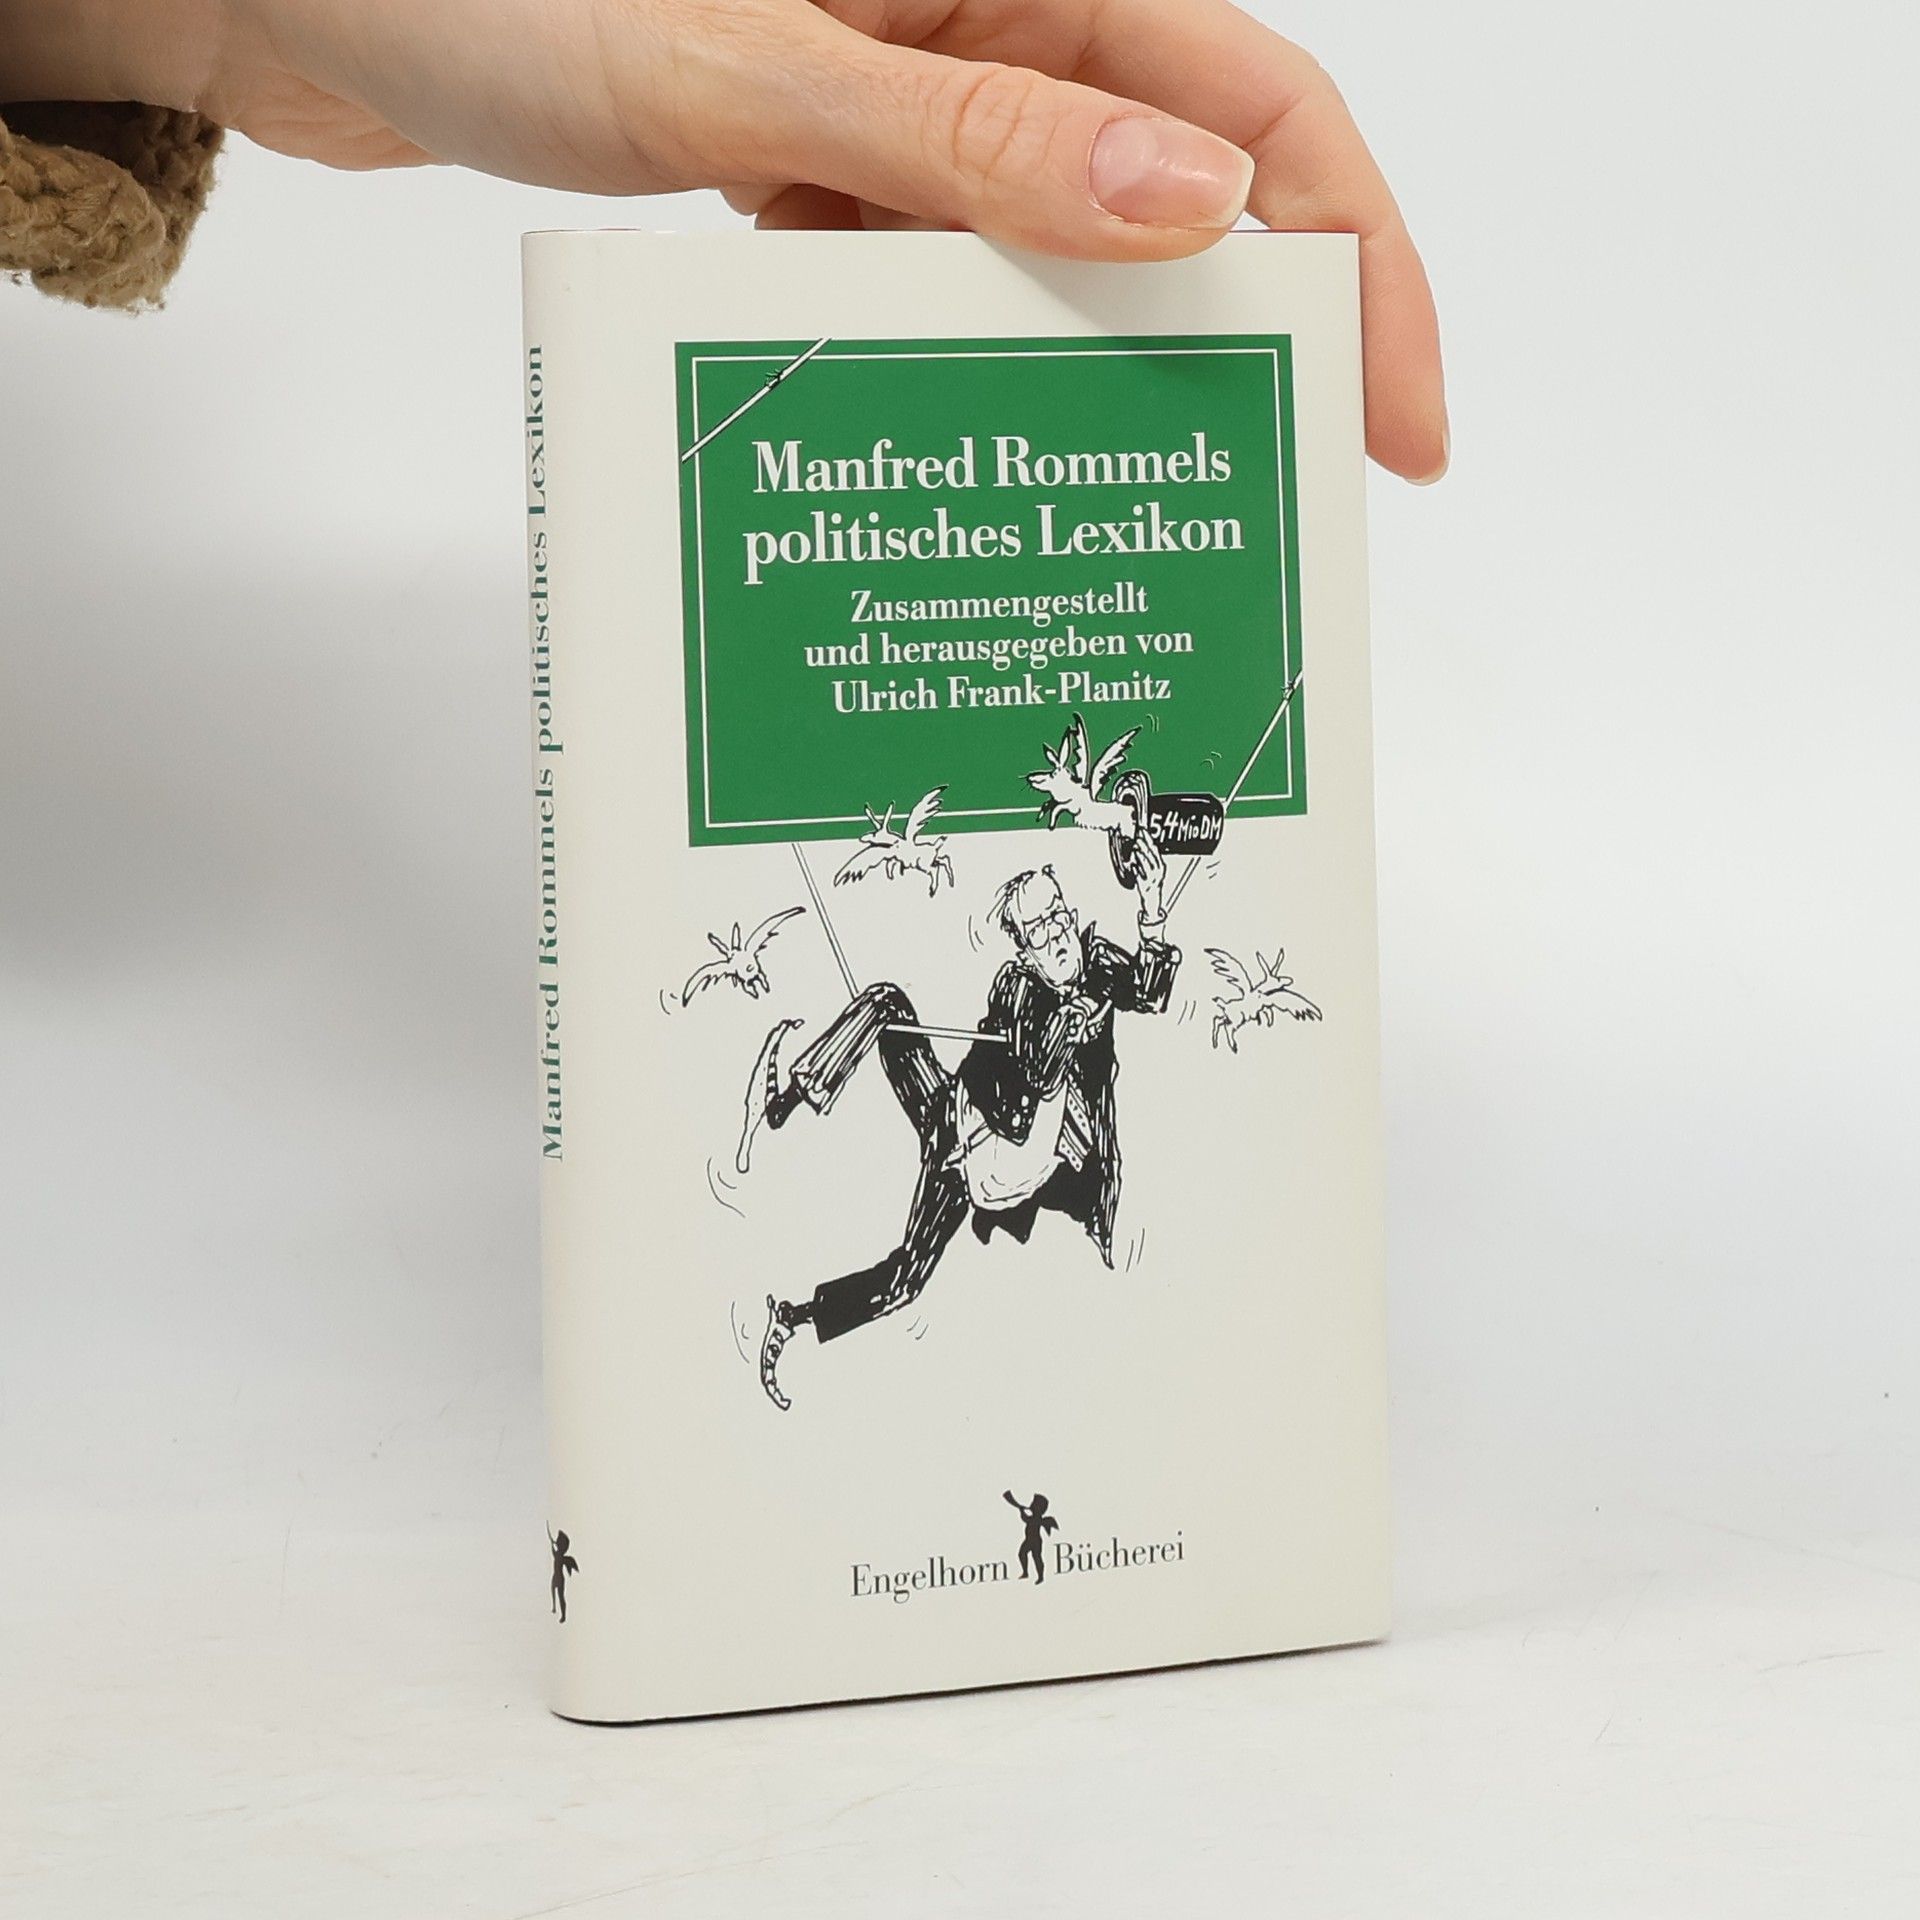 Manfred Rommels politisches Lexikon
Manfred Rommels
politisches Lexikon
Zusammengestellt
und herausgegeben von
Ulrich Frank-Planitz
5,4 Mio DM
Engelhorn Bücherei